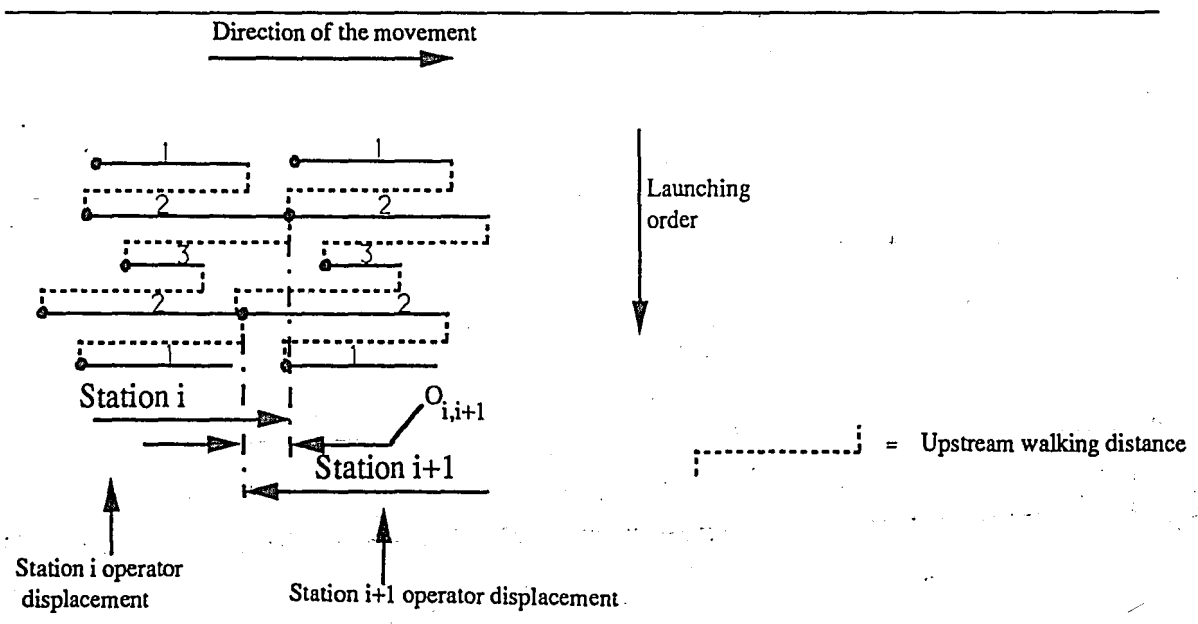 Direction of the movement
1 1
Launching
order
2 2
3 3
2 2
1 1
Station i
O_{i,i+1}
Station i+1
= Upstream walking distance
Station i operator
displacement
Station i+1 operator displacement